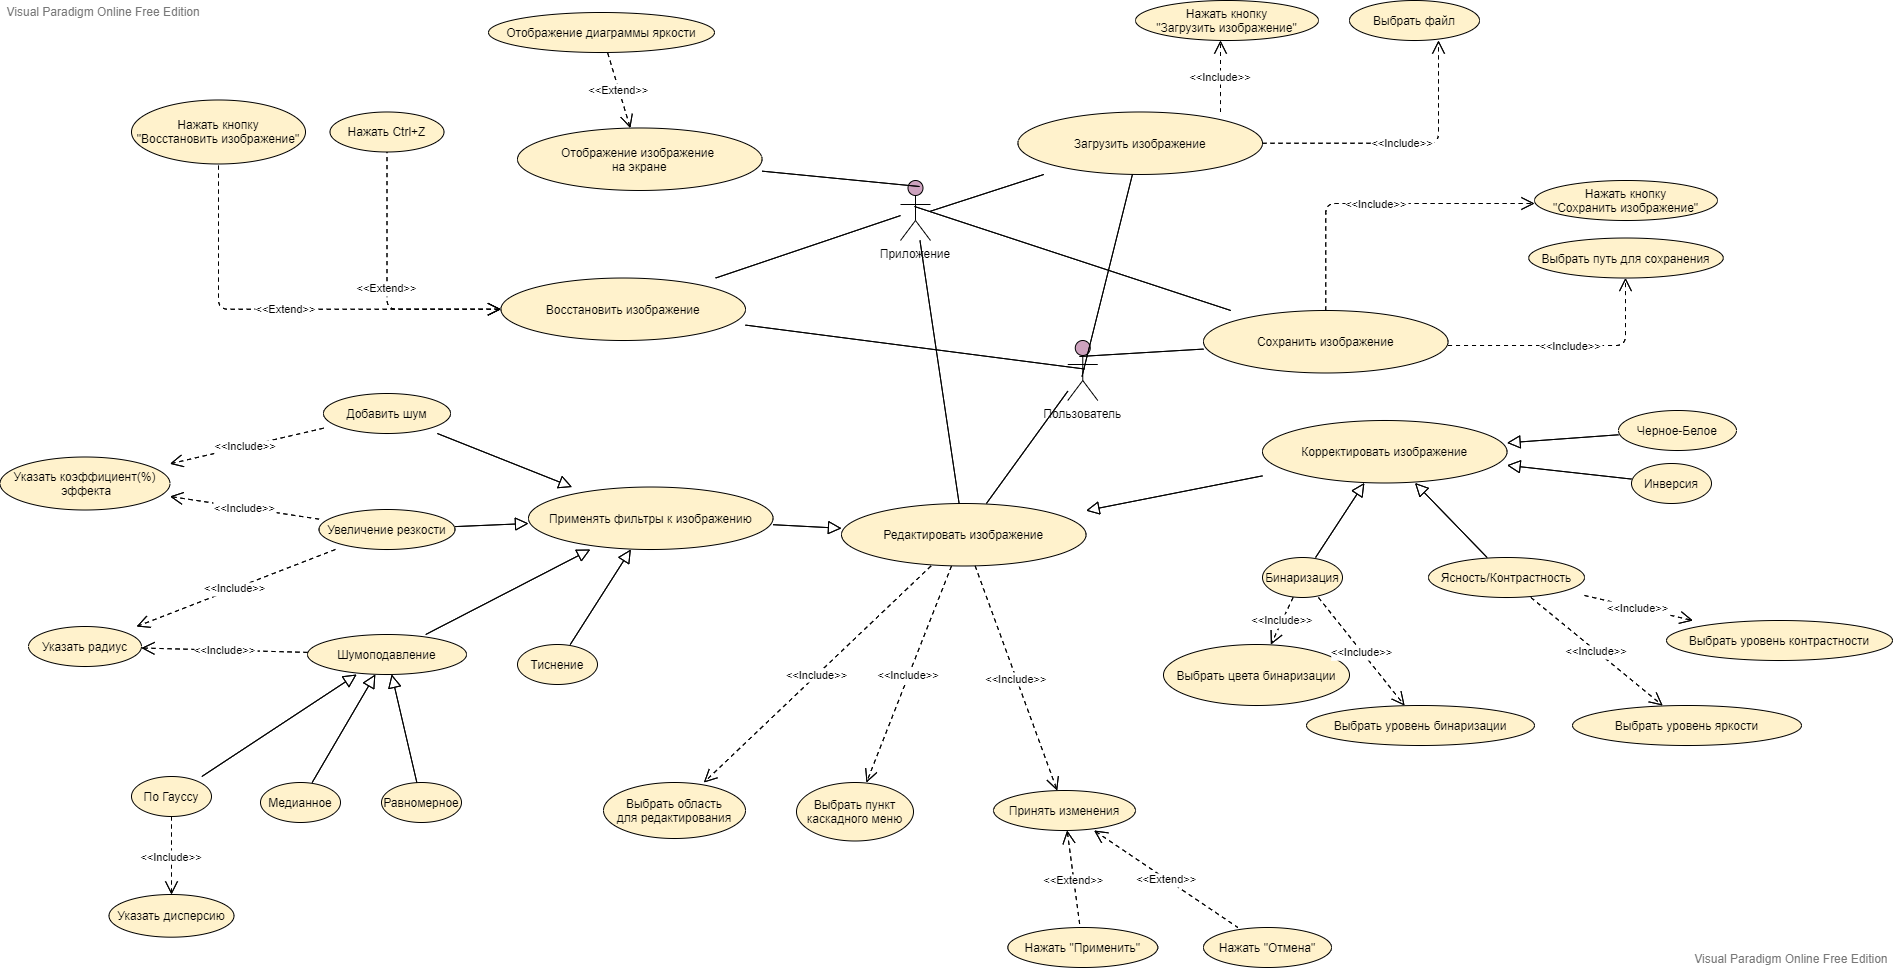 Visual Paradigm Online Free Edition
Отображение диаграммы яркости
Нажать кнопку
"Загрузить изображение"
Выбрать файл
<<Include>>
<<Extend>>
Нажать кнопку
"Восстановить изображение"
Нажать Ctrl+Z
Отображение изображение
на экране
Загрузить изображение
<<Include>>
Нажать кнопку
"Сохранить изображение"
<<Include>>
Приложение
Выбрать путь для сохранения
<<Extend>>
<<Extend>>
Восстановить изображение
Сохранить изображение
<<Include>>
Пользователь
Добавить шум
<<Include>>
Указать коэффициент(%)
эффекта
<<Include>>
Увеличение резкости
Применять фильтры к изображению
Редактировать изображение
Корректировать изображение
Черное-Белое
Инверсия
Бинаризация
Ясность/Контрастность
<<Include>>
<<Include>>
<<Include>>
Указать радиус
<<Include>>
Шумоподавление
Тиснение
<<Include>>
<<Include>>
Выбрать уровень контрастности
Выбрать цвета бинаризации
<<Include>>
<<Include>>
<<Include>>
Выбрать уровень бинаризации
Выбрать уровень яркости
По Гауссу
Медианное
Равномерное
Выбрать область
для редактирования
Выбрать пункт
каскадного меню
Принять изменения
<<Include>>
<<Extend>>
<<Extend>>
Указать дисперсию
Нажать "Применить"
Нажать "Отмена"
Visual Paradigm Online Free Edition